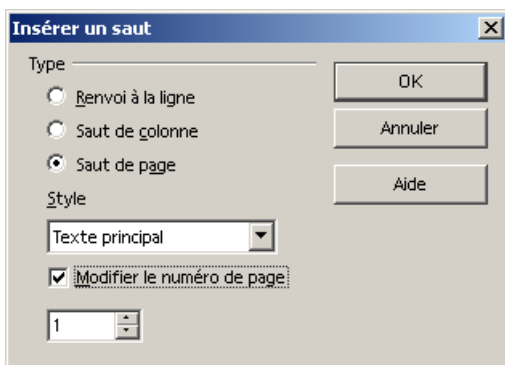 Insérer un saut
Type
OK
Renvoi à la ligne
Saut de colonne
Annuler
Saut de page
Aide
Style
Texte principal
Modifier le numéro de page
1